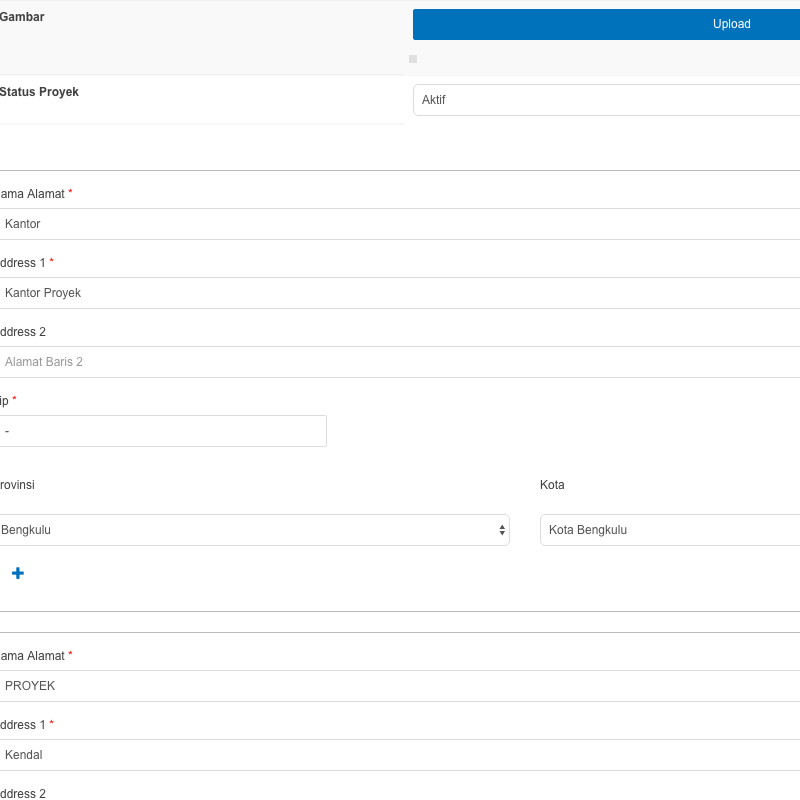 Gambar
Upload
Status Proyek
Aktif
ama Alamat *
Kantor
ddress 1 *
Kantor Proyek
ddress 2
Alamat Baris 2
ip *
-
rovinsi
Kota
Bengkulu
Kota Bengkulu
ama Alamat *
PROYEK
ddress 1 *
Kendal
ddress 2